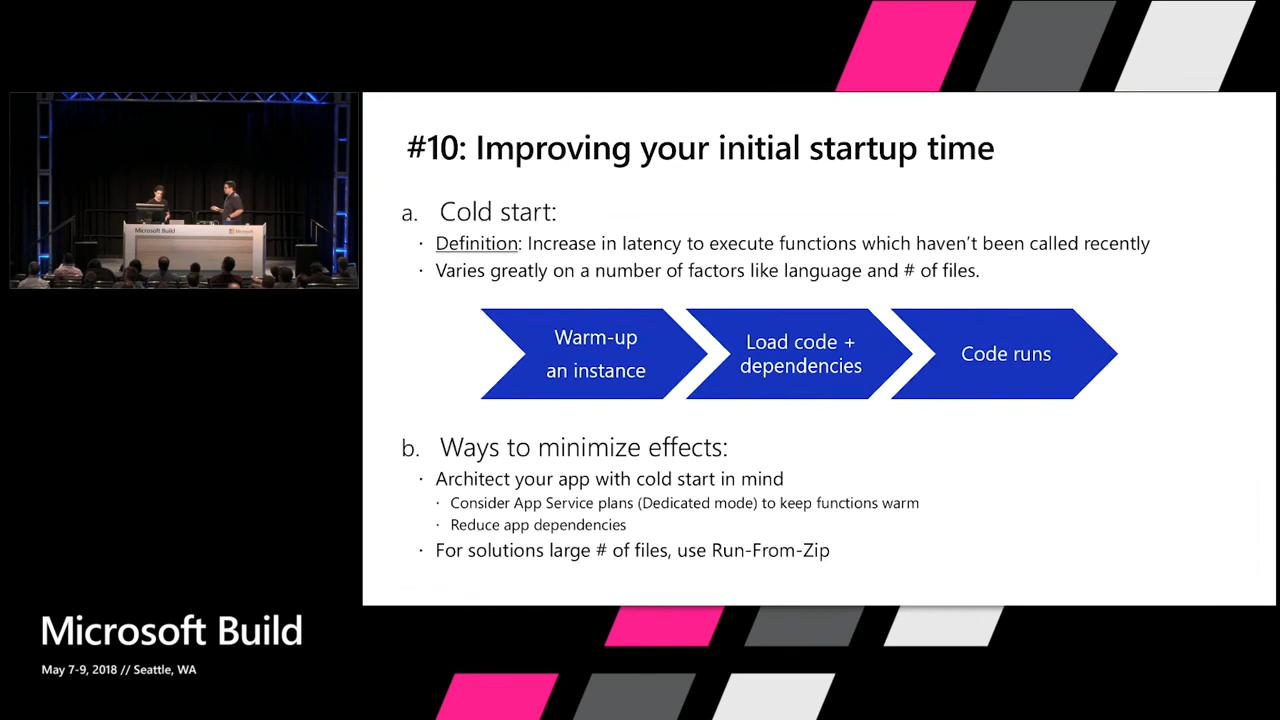 #10: Improving your initial startup time
a. Cold start:
· Definition: Increase in latency to execute functions which haven't been called recently
· Varies greatly on a number of factors like language and # of files.
Warm-up
an instance
Load code +
dependencies
Code runs
b. Ways to minimize effects:
· Architect your app with cold start in mind
· Consider App Service plans (Dedicated mode) to keep functions warm
· Reduce app dependencies
· For solutions large # of files, use Run-From-Zip
Microsoft Build
Microsoft
Microsoft Build
May 7-9, 2018 // Seattle, WA